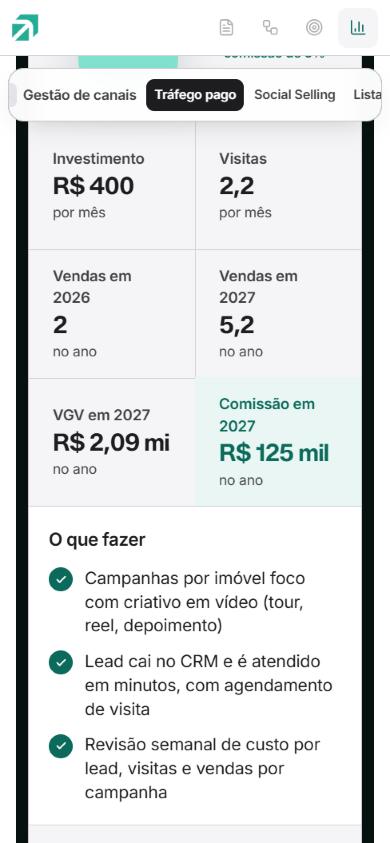 Gestão de canais
Tráfego pago
Social Selling
Lista
Investimento
R$ 400
por mês
Visitas
2,2
por mês
Vendas em
2026
2
no ano
Vendas em
2027
5,2
no ano
VGV em 2027
R$ 2,09 mi
no ano
Comissão em
2027
R$ 125 mil
no ano
O que fazer
Campanhas por imóvel foco
com criativo em vídeo (tour,
reel, depoimento)
Lead cai no CRM e é atendido
em minutos, com agendamento
de visita
Revisão semanal de custo por
lead, visitas e vendas por
campanha